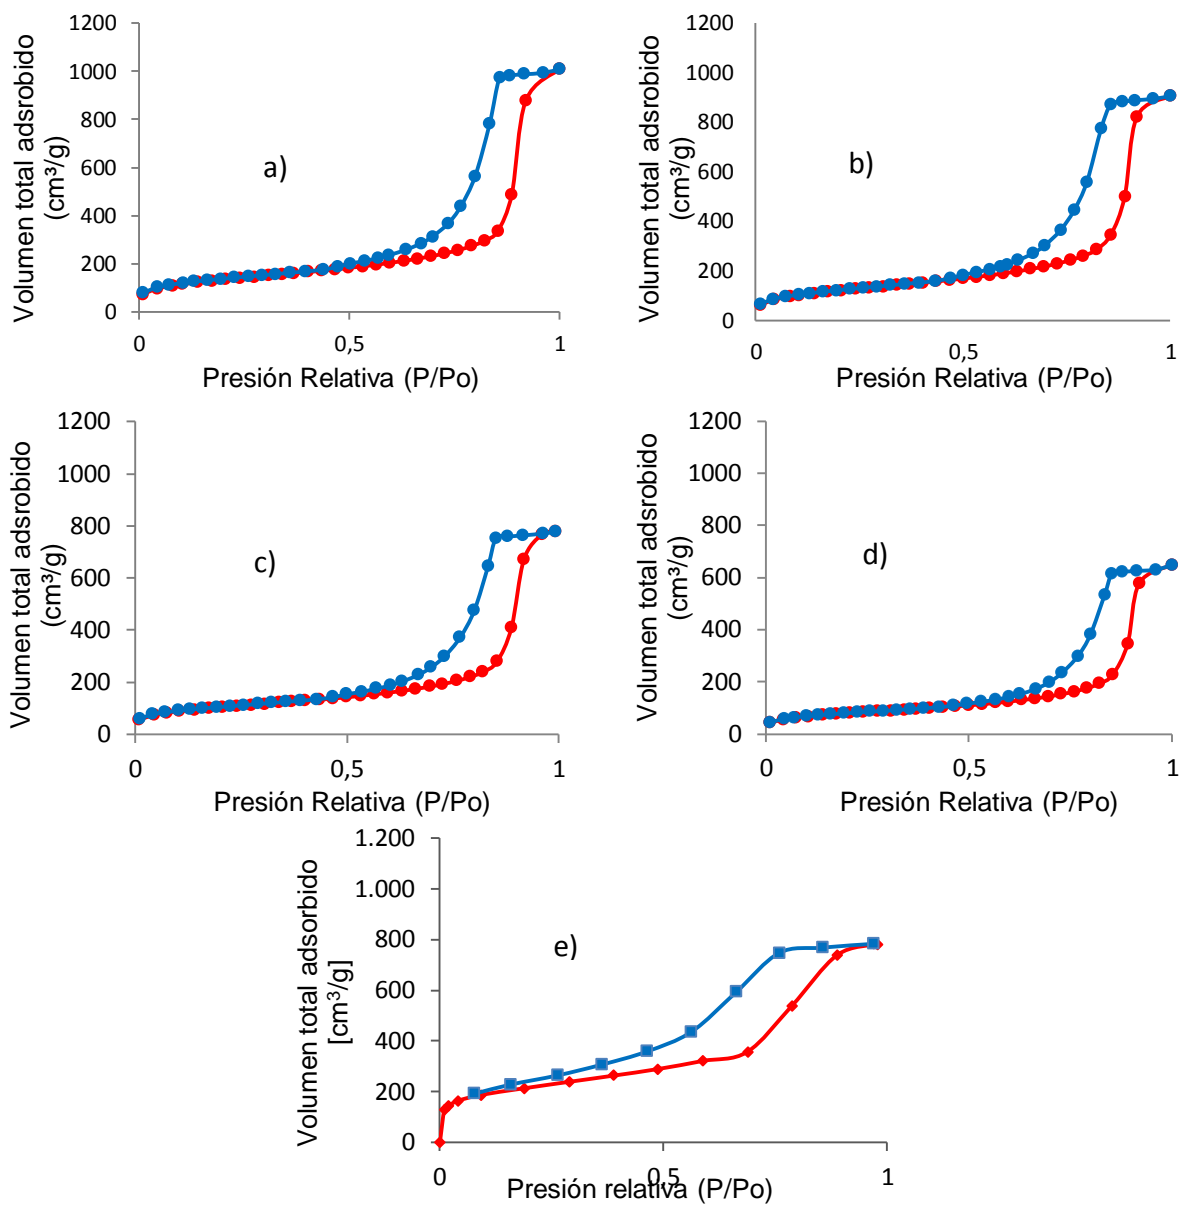 Volumen total adsrobido
(cm³/g)
1200
1000
800
600
400
200
0
a)
0
0,5
1
Presión Relativa (P/Po)
Volumen total adsrobido
(cm³/g)
1200
1000
800
600
400
200
0
b)
0
0,5
1
Presión Relativa (P/Po)
Volumen total adsrobido
(cm³/g)
1200
1000
800
600
400
200
0
c)
0
0,5
1
Presión Relativa (P/Po)
Volumen total adsrobido
(cm³/g)
1200
1000
800
600
400
200
0
d)
0
0,5
1
Presión Relativa (P/Po)
Volumen total adsorbido
[cm³/g]
1.200
1.000
800
600
400
200
0
e)
0
0,5
1
Presión relativa (P/Po)